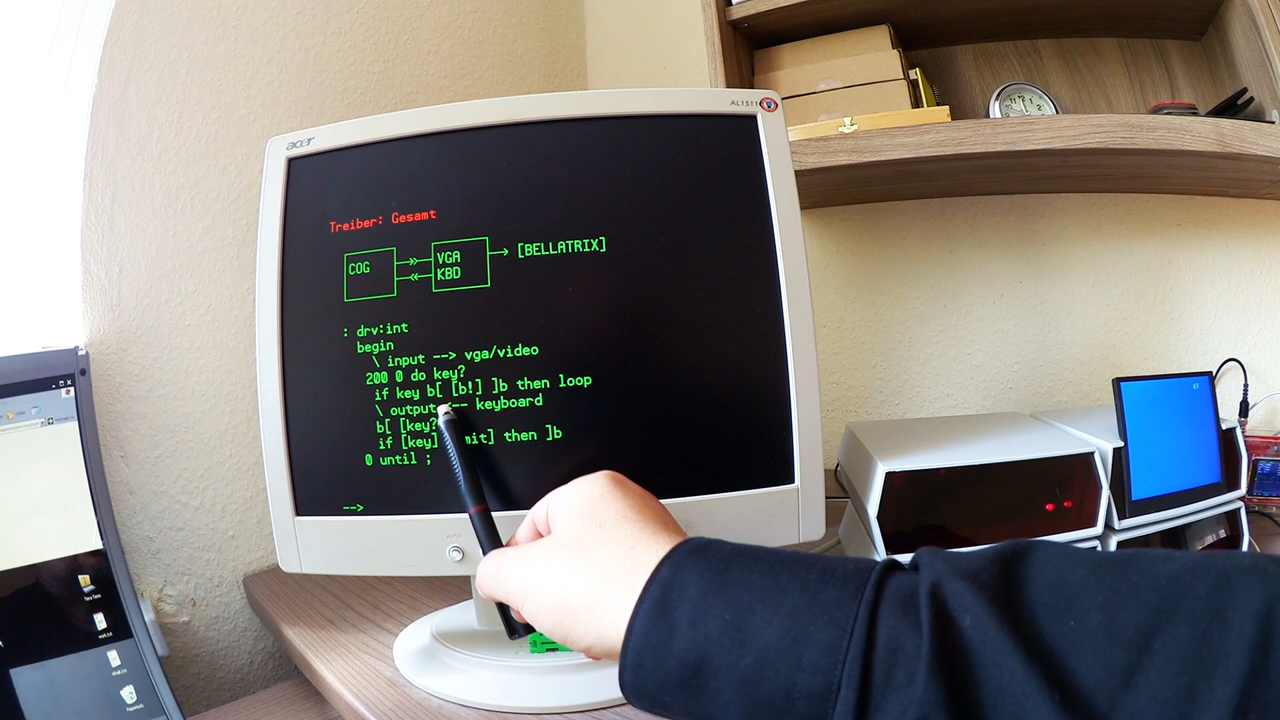 acer
AL1511
Treiber: Gesamt
COG
VGA
KBD
[BELLATRIX]
: drv:int
begin
\ input --> vga/video
200 0 do key?
if key b[ [b!] ]b then loop
\ output <-- keyboard
b[ [key?
if [key] mit] then ]b
0 until ;
-->